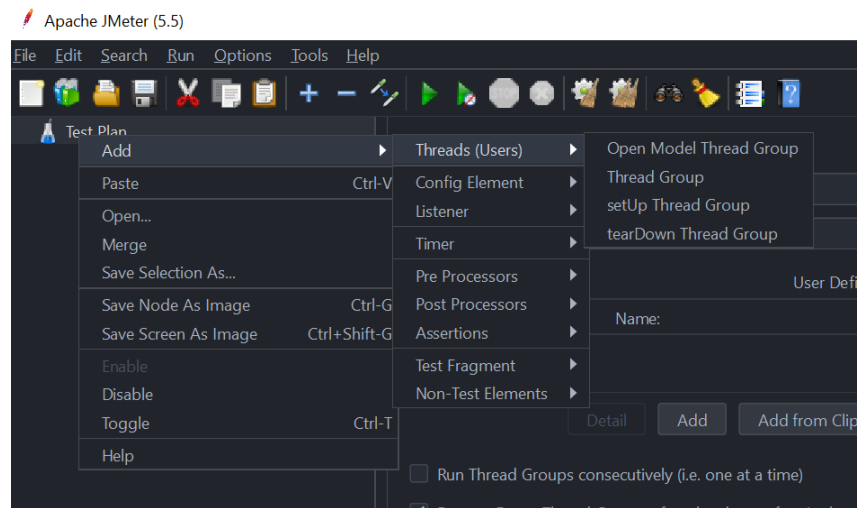 Apache JMeter (5.5)
File Edit Search Run Options Tools Help
STOP
Test Plan
Add
Paste Ctrl-V
Open...
Merge
Save Selection As...
Save Node As Image Ctrl-G
Save Screen As Image Ctrl+Shift-G
Enable
Disable
Toggle Ctrl-T
Help
Threads (Users)
Config Element
Listener
Timer
Pre Processors
Post Processors
Assertions
Test Fragment
Non-Test Elements
Open Model Thread Group
Thread Group
setUp Thread Group
tearDown Thread Group
User Defi
Name:
Detail Add Add from Clip
Run Thread Groups consecutively (i.e. one at a time)